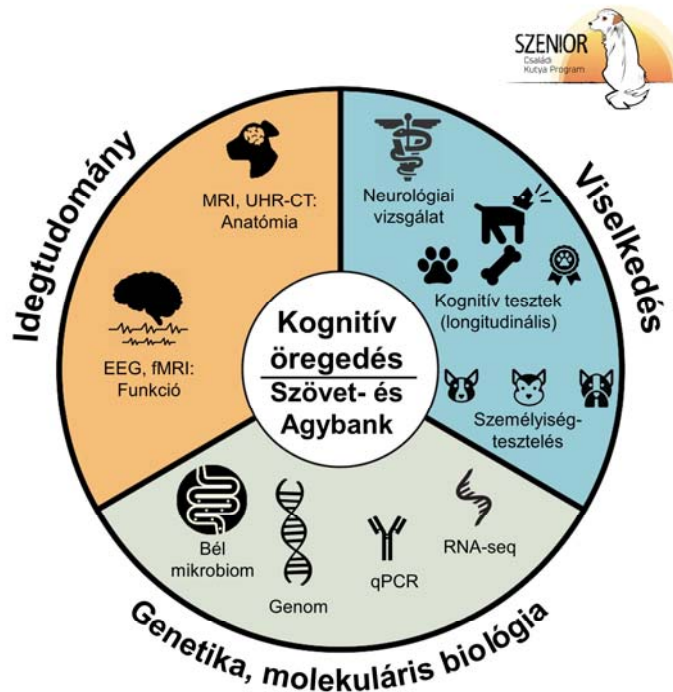 SZENIOR
Családi
Kutya Program
Idegtudomány
MRI, UHR-CT:
Anatómia
EEG, fMRI:
Funkció
Viselkedés
Neurológiai
vizsgálat
Kognitív tesztek
(longitudinális)
Személyiség-
tesztelés
Kognitív
öregedés
Szövet- és
Agybank
Bél
mikrobiom
Genom
qPCR
RNA-seq
Genetika, molekuláris biológia